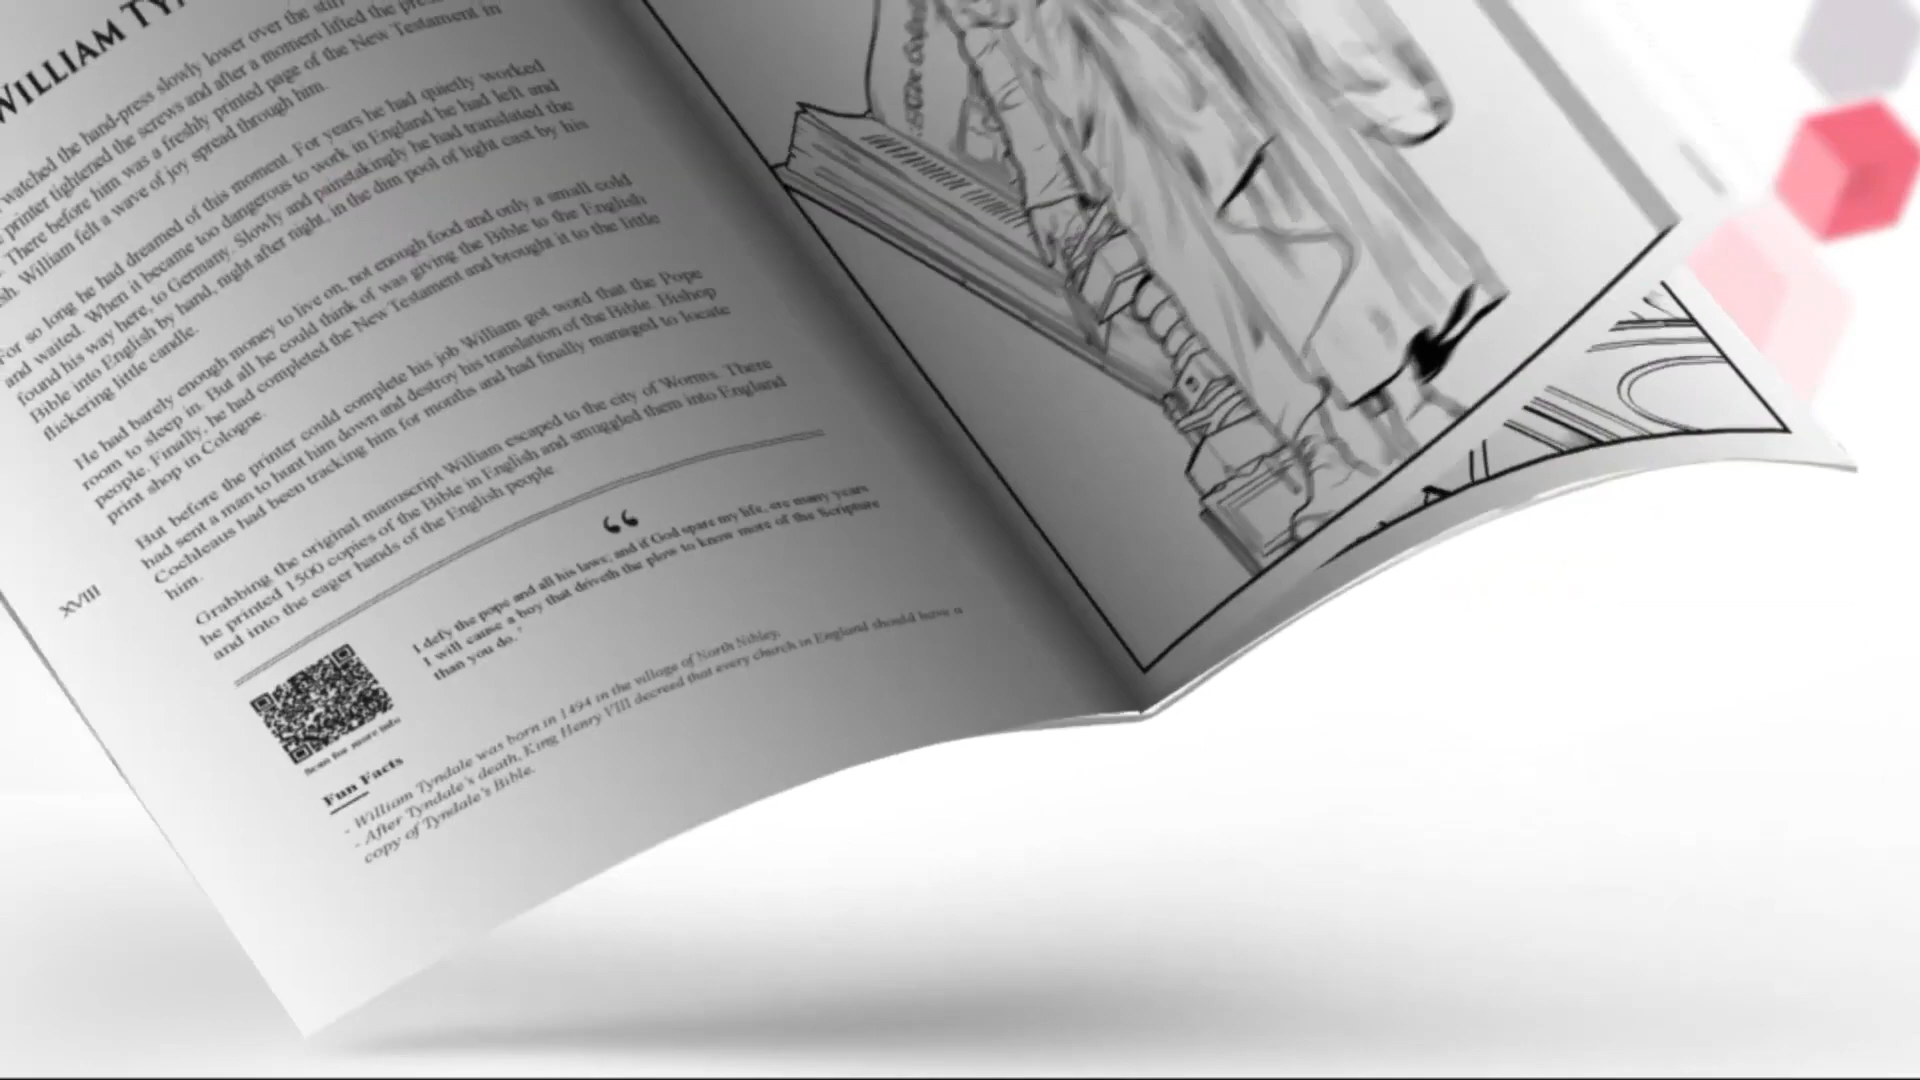 WILLIAM TY
watched the hand-press slowly lower over the
printer tightened the screws and after a moment lifted the
There before him was a freshly printed page of the New Testament in
sh. William felt a wave of joy spread through him.
For so long he had dreamed of this moment. For years he had quietly worked
and waited. When it became too dangerous to work in England he had left and
found his way here, to Germany. Slowly and painstakingly he had translated the
Bible into English by hand, night after night, in the dim pool of light cast by his
flickering little candle.
He had barely enough money to live on, not enough food and only a small cold
room to sleep in. But all he could think of was giving the Bible to the English
people. Finally, he had completed the New Testament and brought it to the little
print shop in Cologne.
But before the printer could complete his job William got word that the Pope
had sent a man to hunt him down and destroy his translation of the Bible. Bishop
Cochleaus had been tracking him for months and had finally managed to locate
him.
Grabbing the original manuscript William escaped to the city of Worms. There
he printed 1500 copies of the Bible in English and smuggled them into England
and into the eager hands of the English people
XVIII
“
I defy the pope and all his laws; and if God spare my life, ere many years
I will cause a boy that driveth the plow to know more of the Scripture
than you do.'
Scan for more info
Fun Facts
- William Tyndale was born in 1494 in the village of North Nibley.
- After Tyndale's death, King Henry VIII decreed that every church in England should have a
copy of Tyndale's Bible.